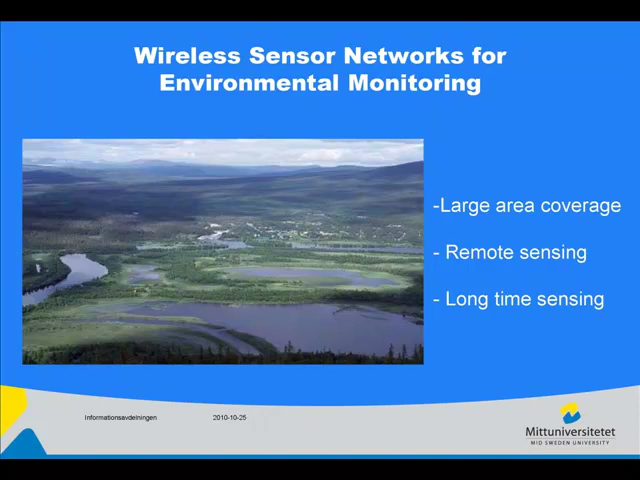 Wireless Sensor Networks for
Environmental Monitoring
-Large area coverage
- Remote sensing
- Long time sensing
Informationsavdelningen
2010-10-25
Mittuniversitetet
MID SWEDEN UNIVERSITY